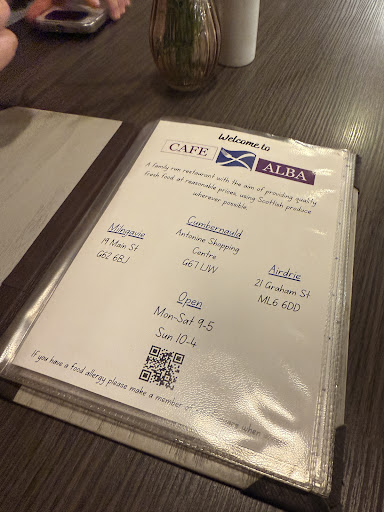 Welcome to
CAFE ALBA
A family run restaurant with the aim of providing quality
fresh food at reasonable prices, using Scottish produce
wherever possible.
Milngavie
19 Main St
G62 6BJ
Cumbernauld
Antonine Shopping
Centre
G67 1JW
Airdrie
21 Graham St
ML6 6DD
Open
Mon-Sat 9-5
Sun 10-4
If you have a food allergy please make a member of aware when